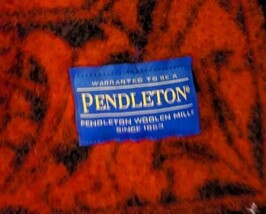 WARRANTED TO BE A
PENDLETON®
PENDLETON WOOLEN MILLS
SINCE 1863